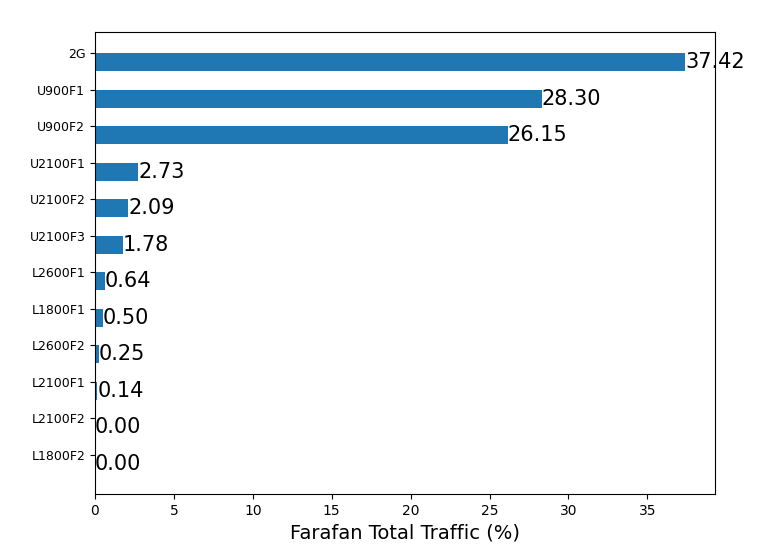 2G 37.42
U900F1 28.30
U900F2 26.15
U2100F1 2.73
U2100F2 2.09
U2100F3 1.78
L2600F1 0.64
L1800F1 0.50
L2600F2 0.25
L2100F1 0.14
L2100F2 0.00
L1800F2 0.00
0 5 10 15 20 25 30 35
Farafan Total Traffic (%)